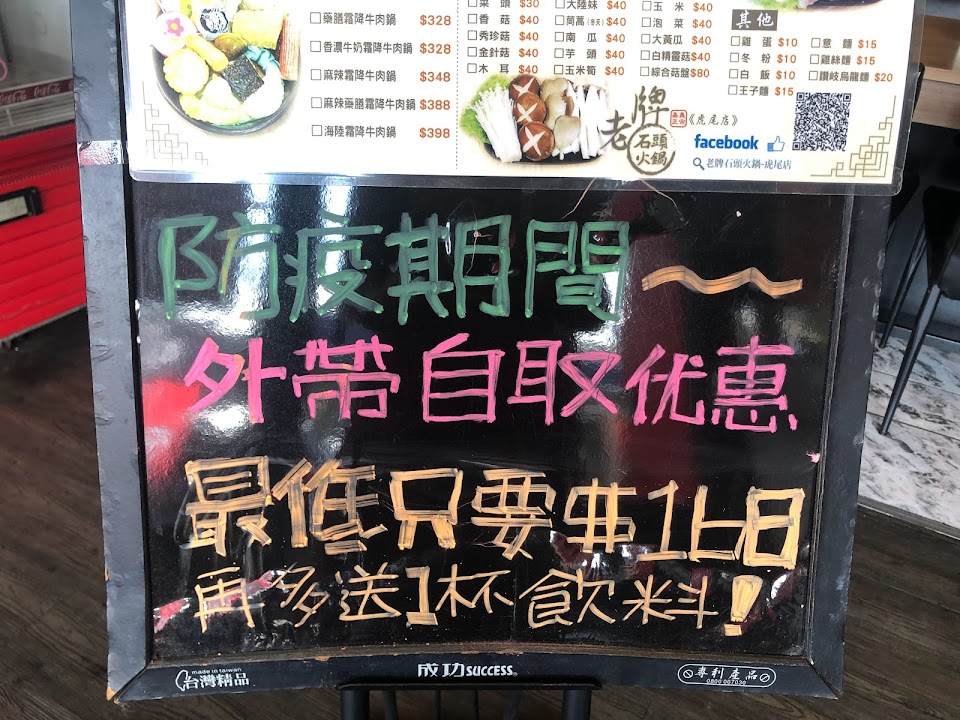 藥膳霜降牛肉鍋 $328
香濃牛奶霜降牛肉鍋 $328
麻辣霜降牛肉鍋 $348
麻辣藥膳霜降牛肉鍋 $388
海陸霜降牛肉鍋 $398
菜頭 $30
香菇 $40
秀珍菇 $40
金針菇 $40
木耳 $40
大陸妹 $40
茼蒿(冬天) $40
南瓜 $40
芋頭 $40
玉米筍 $40
玉米 $40
泡菜 $40
大黃瓜 $40
白精靈菇 $40
綜合菇盤 $80
其他
雞蛋 $10
冬粉 $10
白飯 $10
王子麵 $15
意麵 $15
雞絲麵 $15
讚岐烏龍麵 $20
老牌
石頭火鍋
《虎尾店》
facebook
老牌石頭火鍋-虎尾店
防疫期間~
外帶自取优惠
最低只要$168
再多送1杯飲料!
made in taiwan
台灣精品
成功 SUCCESS®
專利產品